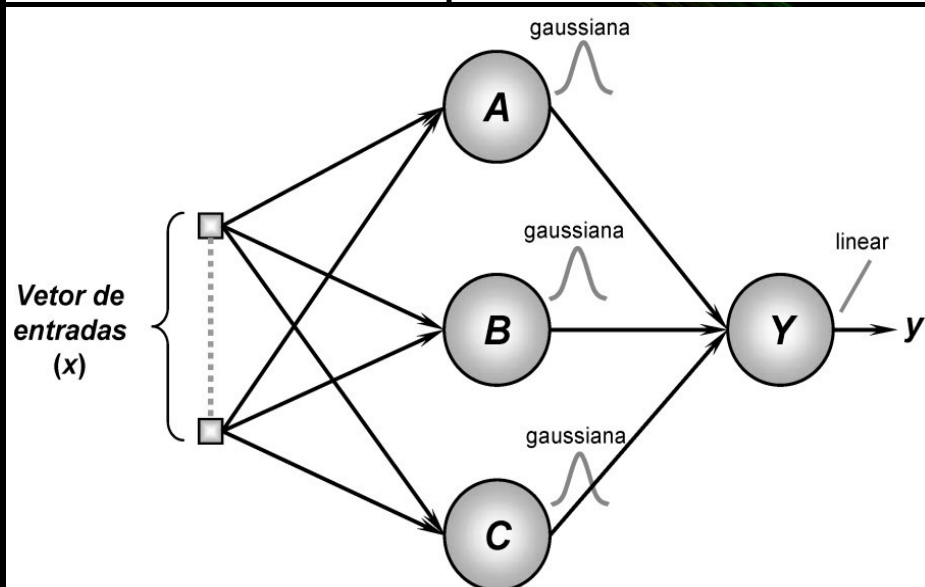 gaussiana
A
gaussiana
linear
Vetor de
entradas
(x)
B
Y
y
gaussiana
C